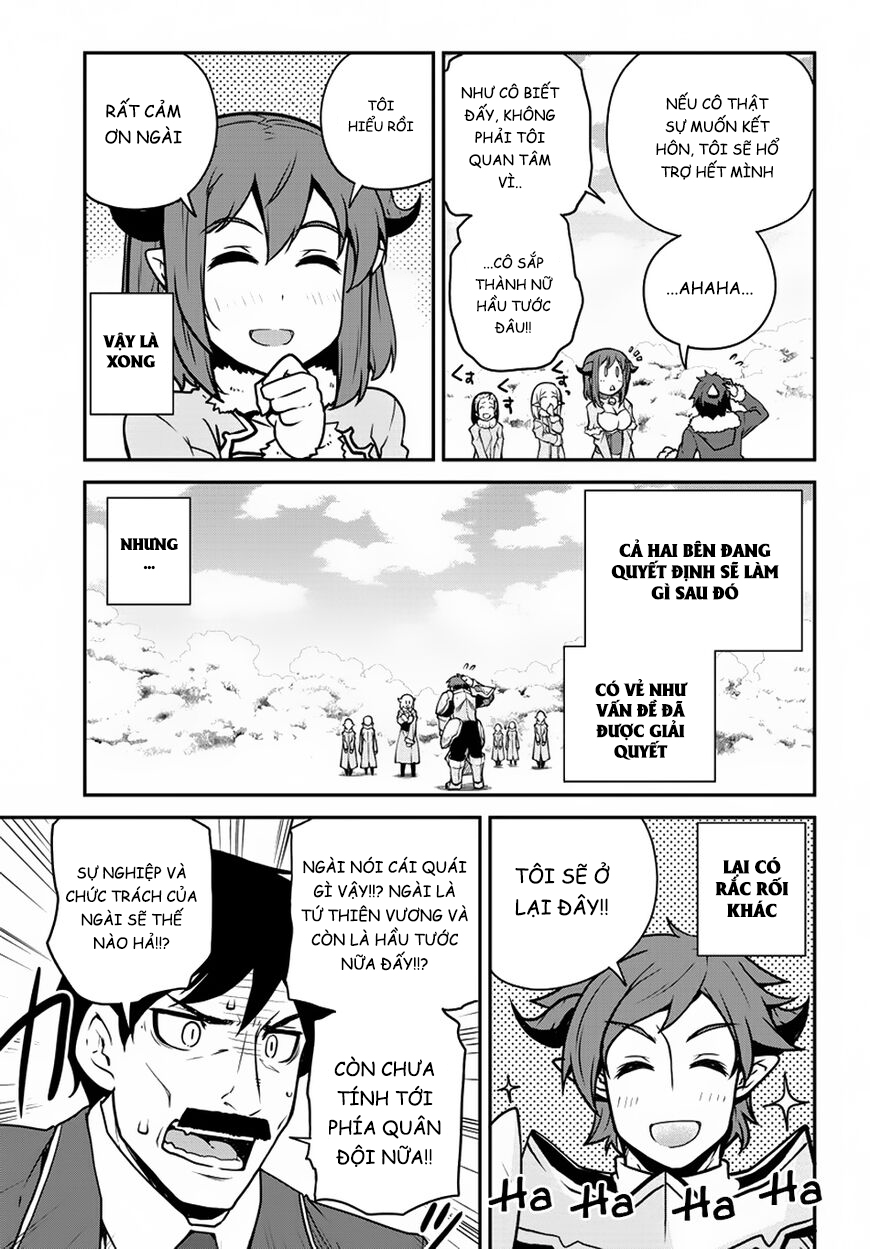 NẾU CÔ THẬT
SỰ MUỐN KẾT
HÔN, TÔI SẼ HỔ
TRỢ HẾT MÌNH
...AHAHA...
NHƯ CÔ BIẾT
ĐẤY, KHÔNG
PHẢI TÔI
QUAN TÂM
VÌ..
...CÔ SẮP
THÀNH NỮ
HẦU TƯỚC
ĐÂU!!
くすくす
TÔI
HIỂU RỒI
RẤT CẢM
ƠN NGÀI
VẬY LÀ
XONG
CẢ HAI BÊN ĐANG
QUYẾT ĐỊNH SẼ LÀM
GÌ SAU ĐÓ
CÓ VẺ NHƯ
VẤN ĐỀ ĐÃ
ĐƯỢC GIẢI
QUYẾT
NHƯNG
...
LẠI CÓ
RẮC RỐI
KHÁC
TÔI SẼ Ở
LẠI ĐÂY!!
Ha Ha Ha Ha
NGÀI NÓI CÁI QUÁI
GÌ VẬY!!? NGÀI LÀ
TỨ THIÊN VƯƠNG VÀ
CÒN LÀ HẦU TƯỚC
NỮA ĐẤY!!?
SỰ NGHIỆP VÀ
CHỨC TRÁCH CỦA
NGÀI SẼ THẾ
NÀO HẢ!!?
CÒN CHƯA
TÍNH TỚI
PHÍA QUÂN
ĐỘI NỮA!!